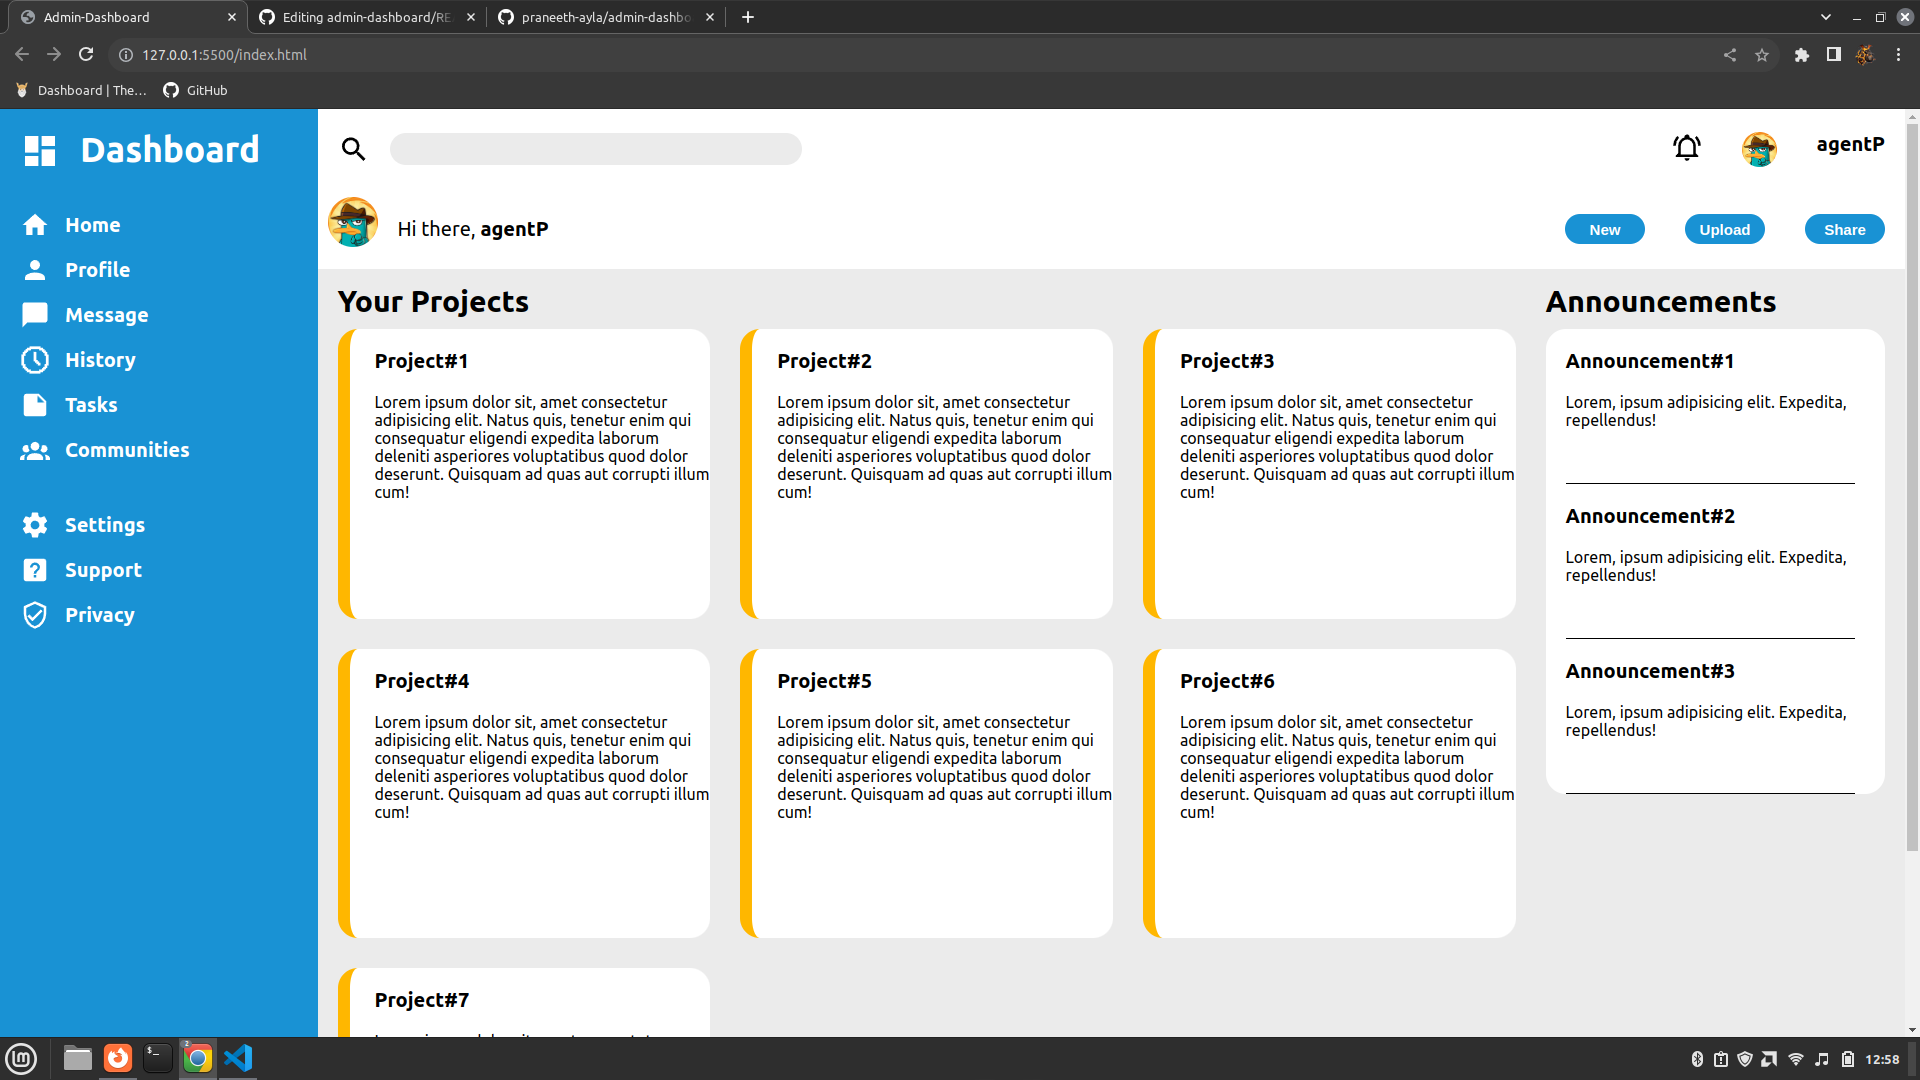 Admin-Dashboard
Editing admin-dashboard/RE
praneeth-ayla/admin-dashbo
127.0.0.1:5500/index.html
Dashboard | The...
GitHub
Dashboard
Home
Profile
Message
History
Tasks
Communities
Settings
Support
Privacy
agentP
Hi there, agentP
New
Upload
Share
Your Projects
Project#1
Lorem ipsum dolor sit, amet consectetur
adipisicing elit. Natus quis, tenetur enim qui
consequatur eligendi expedita laborum
deleniti asperiores voluptatibus quod dolor
deserunt. Quisquam ad quas aut corrupti illum
cum!
Project#2
Lorem ipsum dolor sit, amet consectetur
adipisicing elit. Natus quis, tenetur enim qui
consequatur eligendi expedita laborum
deleniti asperiores voluptatibus quod dolor
deserunt. Quisquam ad quas aut corrupti illum
cum!
Project#3
Lorem ipsum dolor sit, amet consectetur
adipisicing elit. Natus quis, tenetur enim qui
consequatur eligendi expedita laborum
deleniti asperiores voluptatibus quod dolor
deserunt. Quisquam ad quas aut corrupti illum
cum!
Project#4
Lorem ipsum dolor sit, amet consectetur
adipisicing elit. Natus quis, tenetur enim qui
consequatur eligendi expedita laborum
deleniti asperiores voluptatibus quod dolor
deserunt. Quisquam ad quas aut corrupti illum
cum!
Project#5
Lorem ipsum dolor sit, amet consectetur
adipisicing elit. Natus quis, tenetur enim qui
consequatur eligendi expedita laborum
deleniti asperiores voluptatibus quod dolor
deserunt. Quisquam ad quas aut corrupti illum
cum!
Project#6
Lorem ipsum dolor sit, amet consectetur
adipisicing elit. Natus quis, tenetur enim qui
consequatur eligendi expedita laborum
deleniti asperiores voluptatibus quod dolor
deserunt. Quisquam ad quas aut corrupti illum
cum!
Project#7
Announcements
Announcement#1
Lorem, ipsum adipisicing elit. Expedita,
repellendus!
Announcement#2
Lorem, ipsum adipisicing elit. Expedita,
repellendus!
Announcement#3
Lorem, ipsum adipisicing elit. Expedita,
repellendus!
2
12:58